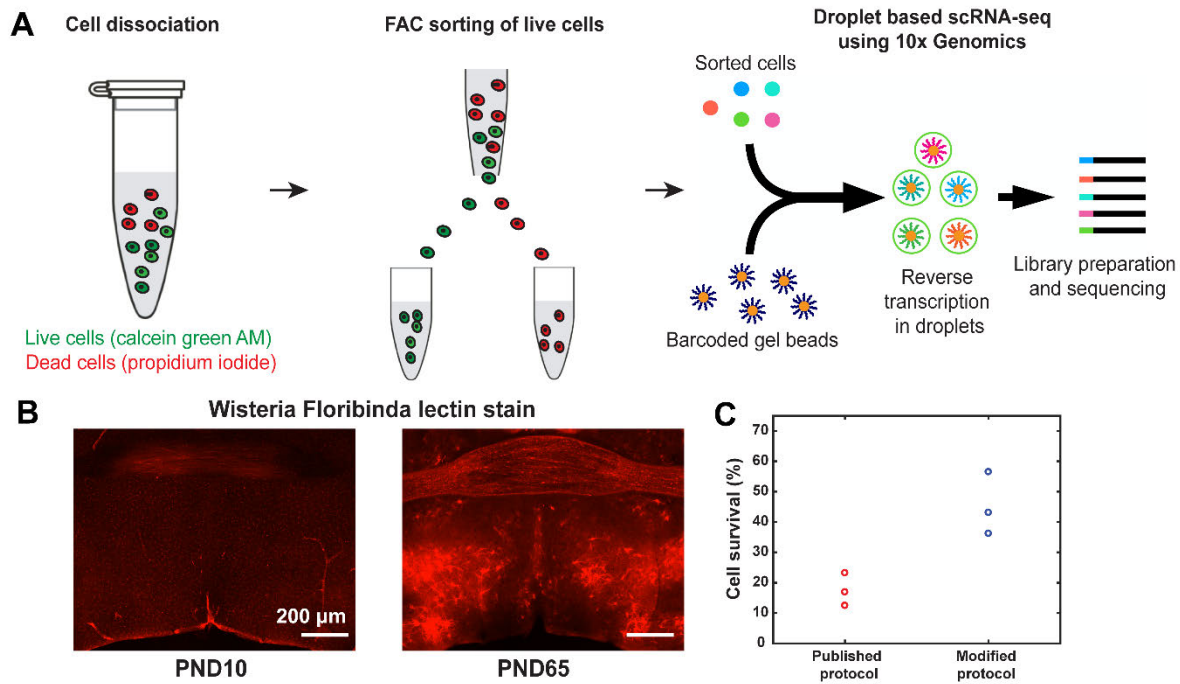 A
Cell dissociation
FAC sorting of live cells
Droplet based scRNA-seq
using 10x Genomics
Sorted cells
Live cells (calcein green AM)
Dead cells (propidium iodide)
Barcoded gel beads
Reverse
transcription
in droplets
Library preparation
and sequencing
B
Wisteria Floribinda lectin stain
200 µm
PND10
PND65
C
Cell survival (%)
70
60
50
40
30
20
10
0
Published
protocol
Modified
protocol